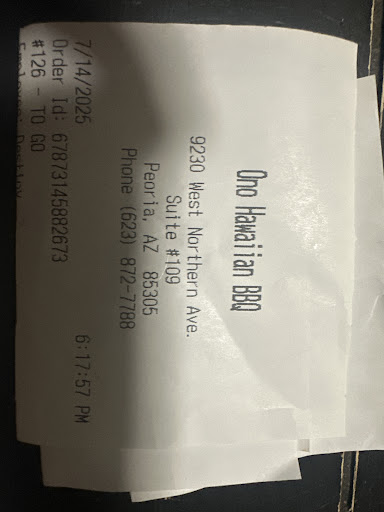 Ono Hawaiian BBQ
9230 West Northern Ave.
Suite #109
Peoria, AZ 85305
Phone (623) 872-7788
7/14/2025 6:17:57 PM
Order Id: 67873145882673
#126 - TO GO